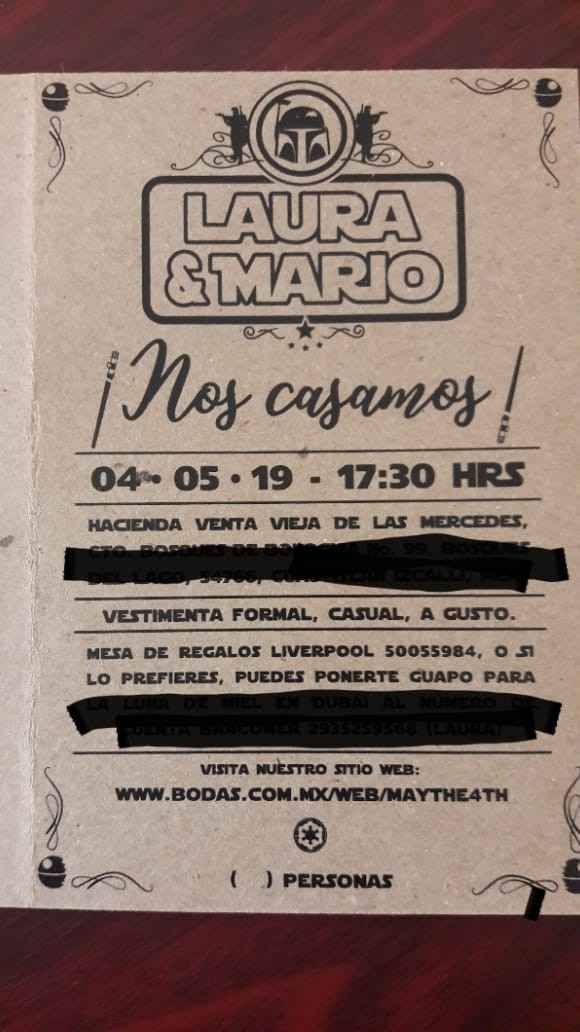 LAURA
& MARIO
¡Nos casamos!
04 • 05 • 19 - 17:30 HRS
HACIENDA VENTA VIEJA DE LAS MERCEDES,
VESTIMENTA FORMAL, CASUAL, A GUSTO.
MESA DE REGALOS LIVERPOOL 50055984, O SI
LO PREFIERES, PUEDES PONERTE GUAPO PARA
VISITA NUESTRO SITIO WEB:
WWW.BODAS.COM.MX/WEB/MAYTHE4TH
( ) PERSONAS